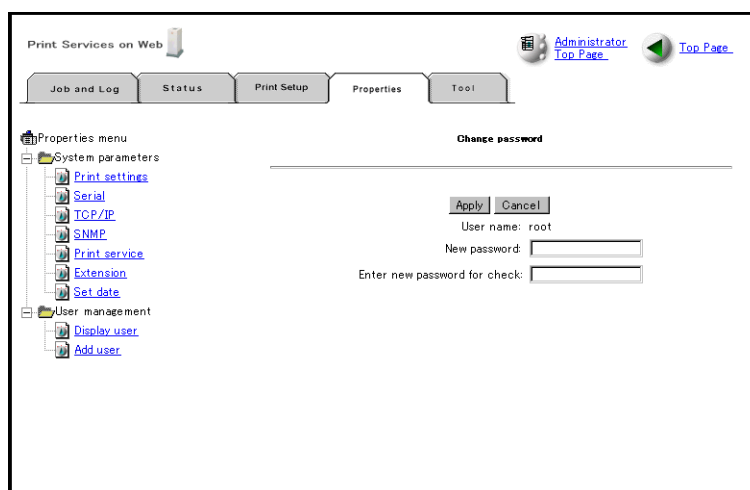 Print Services on Web
Administrator
Top Page
Top Page
Job and Log
Status
Print Setup
Properties
Tool
Properties menu
System parameters
Print settings
Serial
TCP/IP
SNMP
Print service
Extension
Set date
User management
Display user
Add user
Change password
Apply Cancel
User name: root
New password:
Enter new password for check: